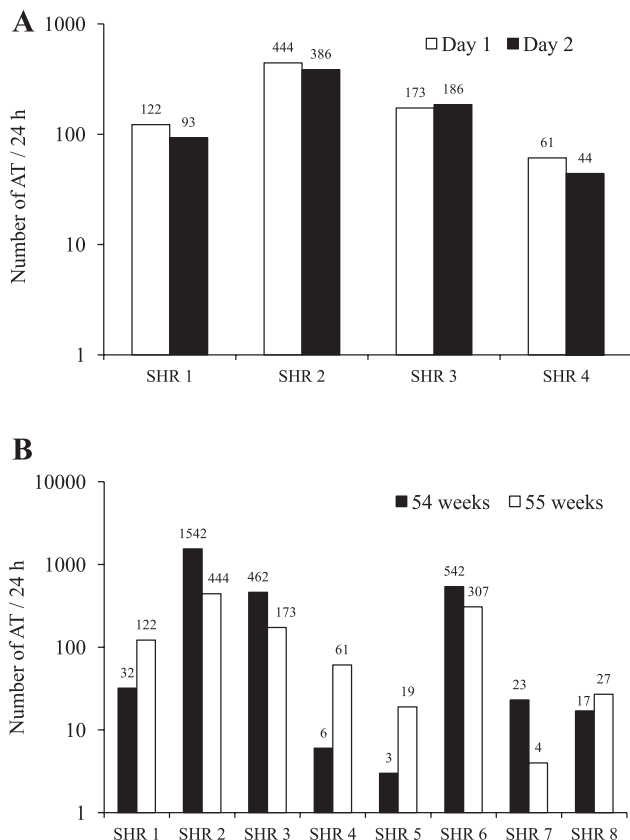 A
1000
100
10
1
Number of AT / 24 h
Day 1 Day 2
122 93 444 386 173 186 61 44
SHR 1 SHR 2 SHR 3 SHR 4
B
10000
1000
100
10
1
Number of AT / 24 h
54 weeks 55 weeks
32 122 1542 444 462 173 6 61 3 19 542 307 23 4 17 27
SHR 1 SHR 2 SHR 3 SHR 4 SHR 5 SHR 6 SHR 7 SHR 8